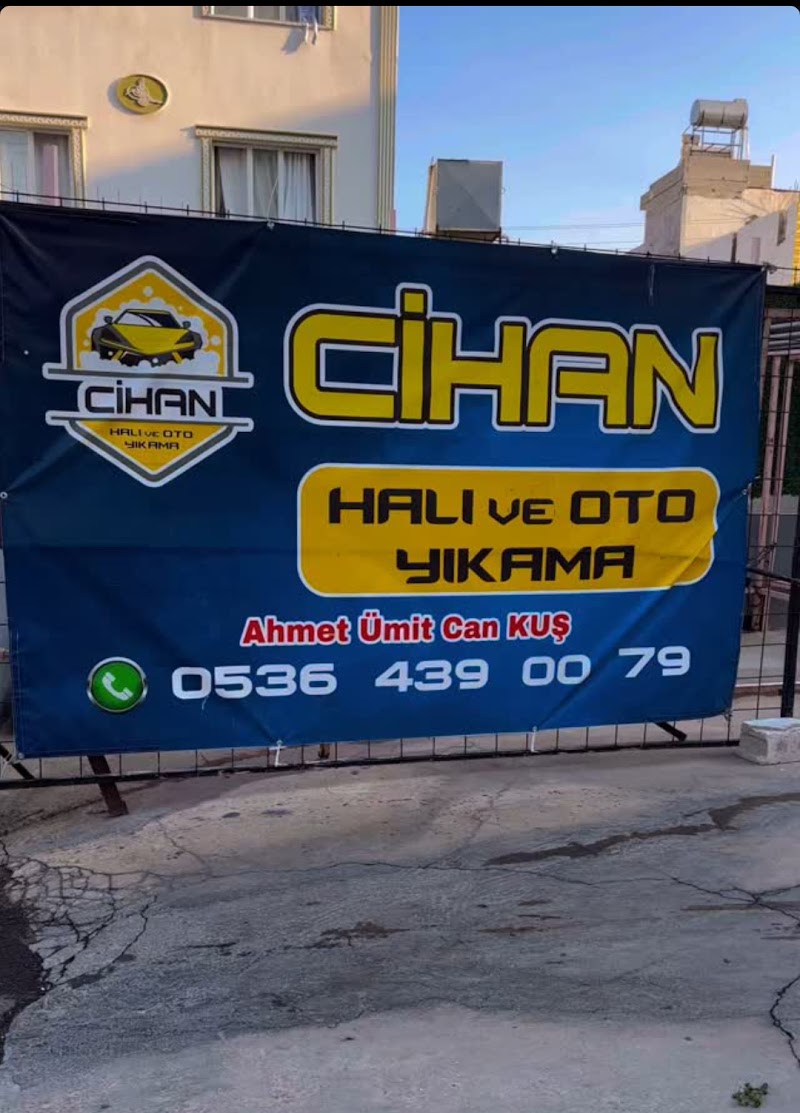 CİHAN
HALI VE OTO
YIKAMA
CİHAN
HALI VE OTO
YIKAMA
Ahmet Ümit Can KUŞ
0536 439 00 79